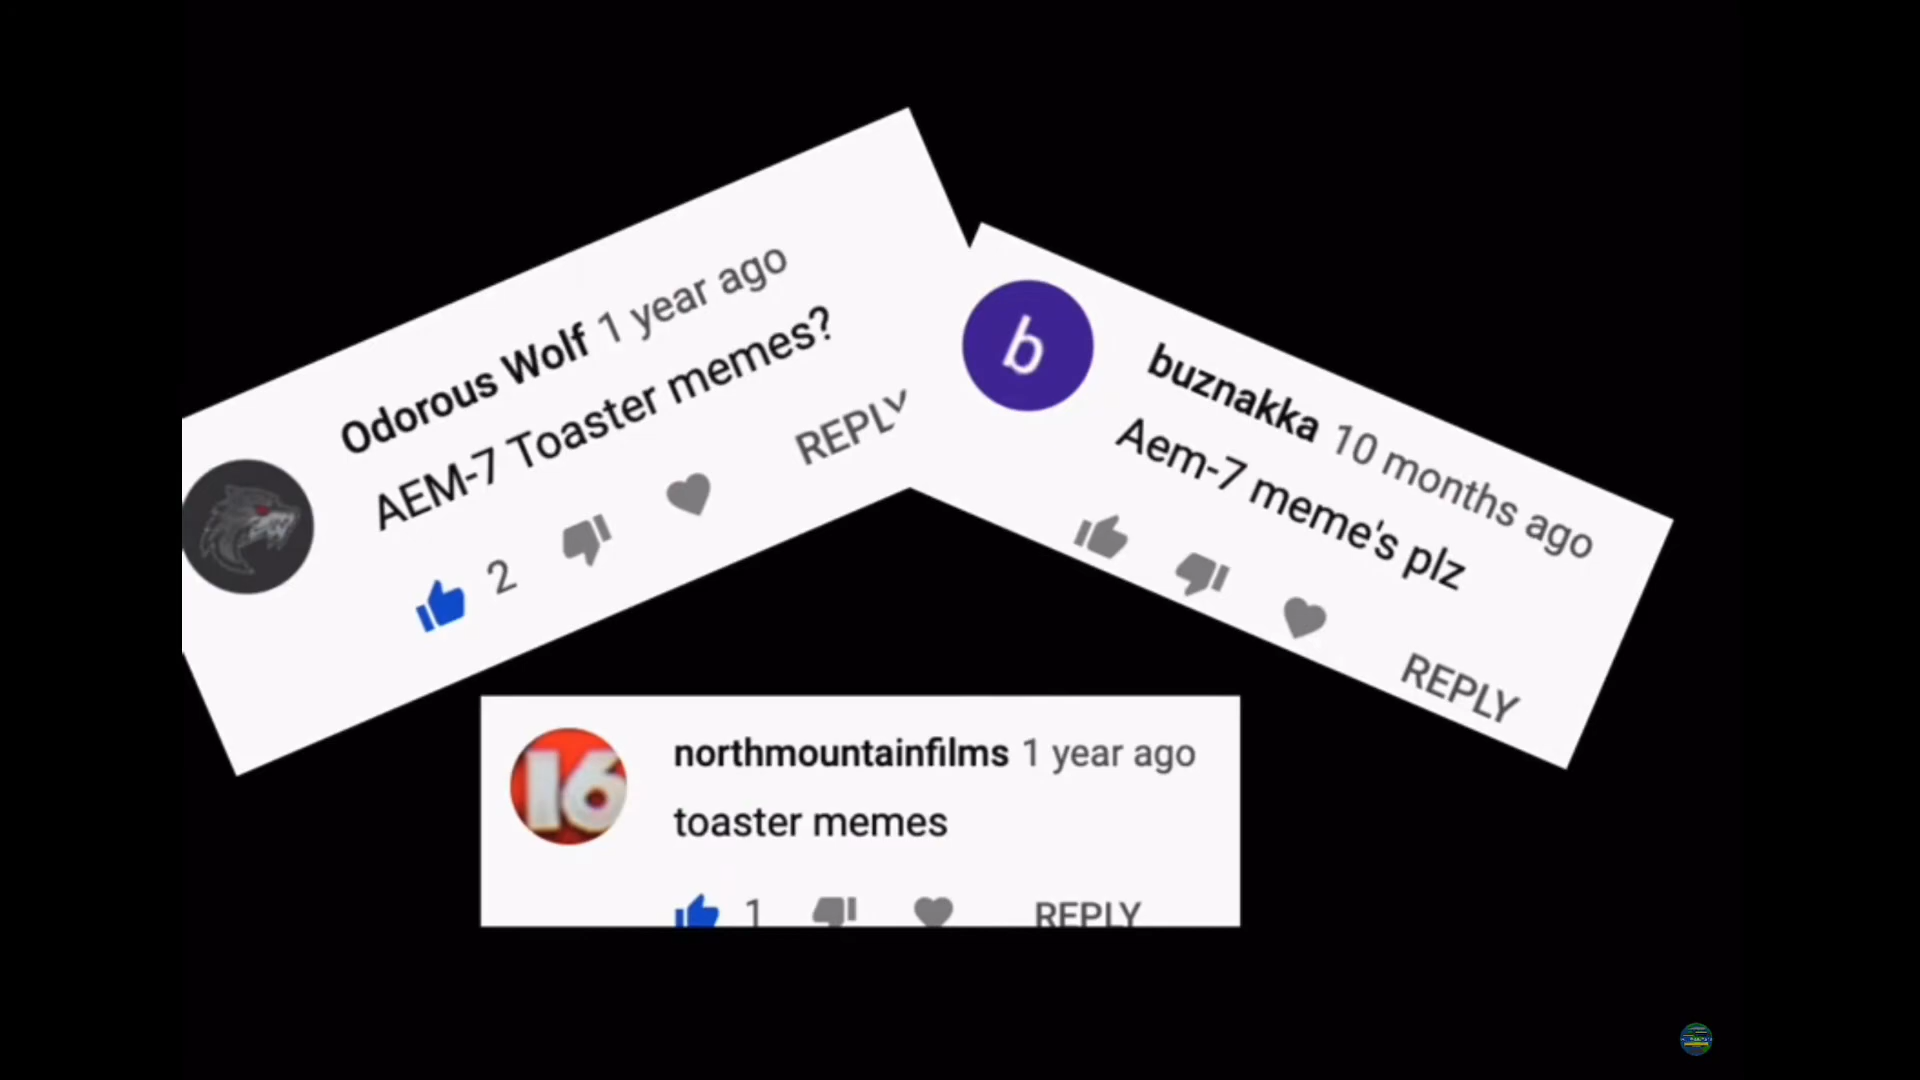 Odorous Wolf 1 year ago
AEM-7 Toaster memes?
2
REPLY
b
buznakka 10 months ago
Aem-7 meme's plz
REPLY
16
northmountainfilms 1 year ago
toaster memes
1
REPLY